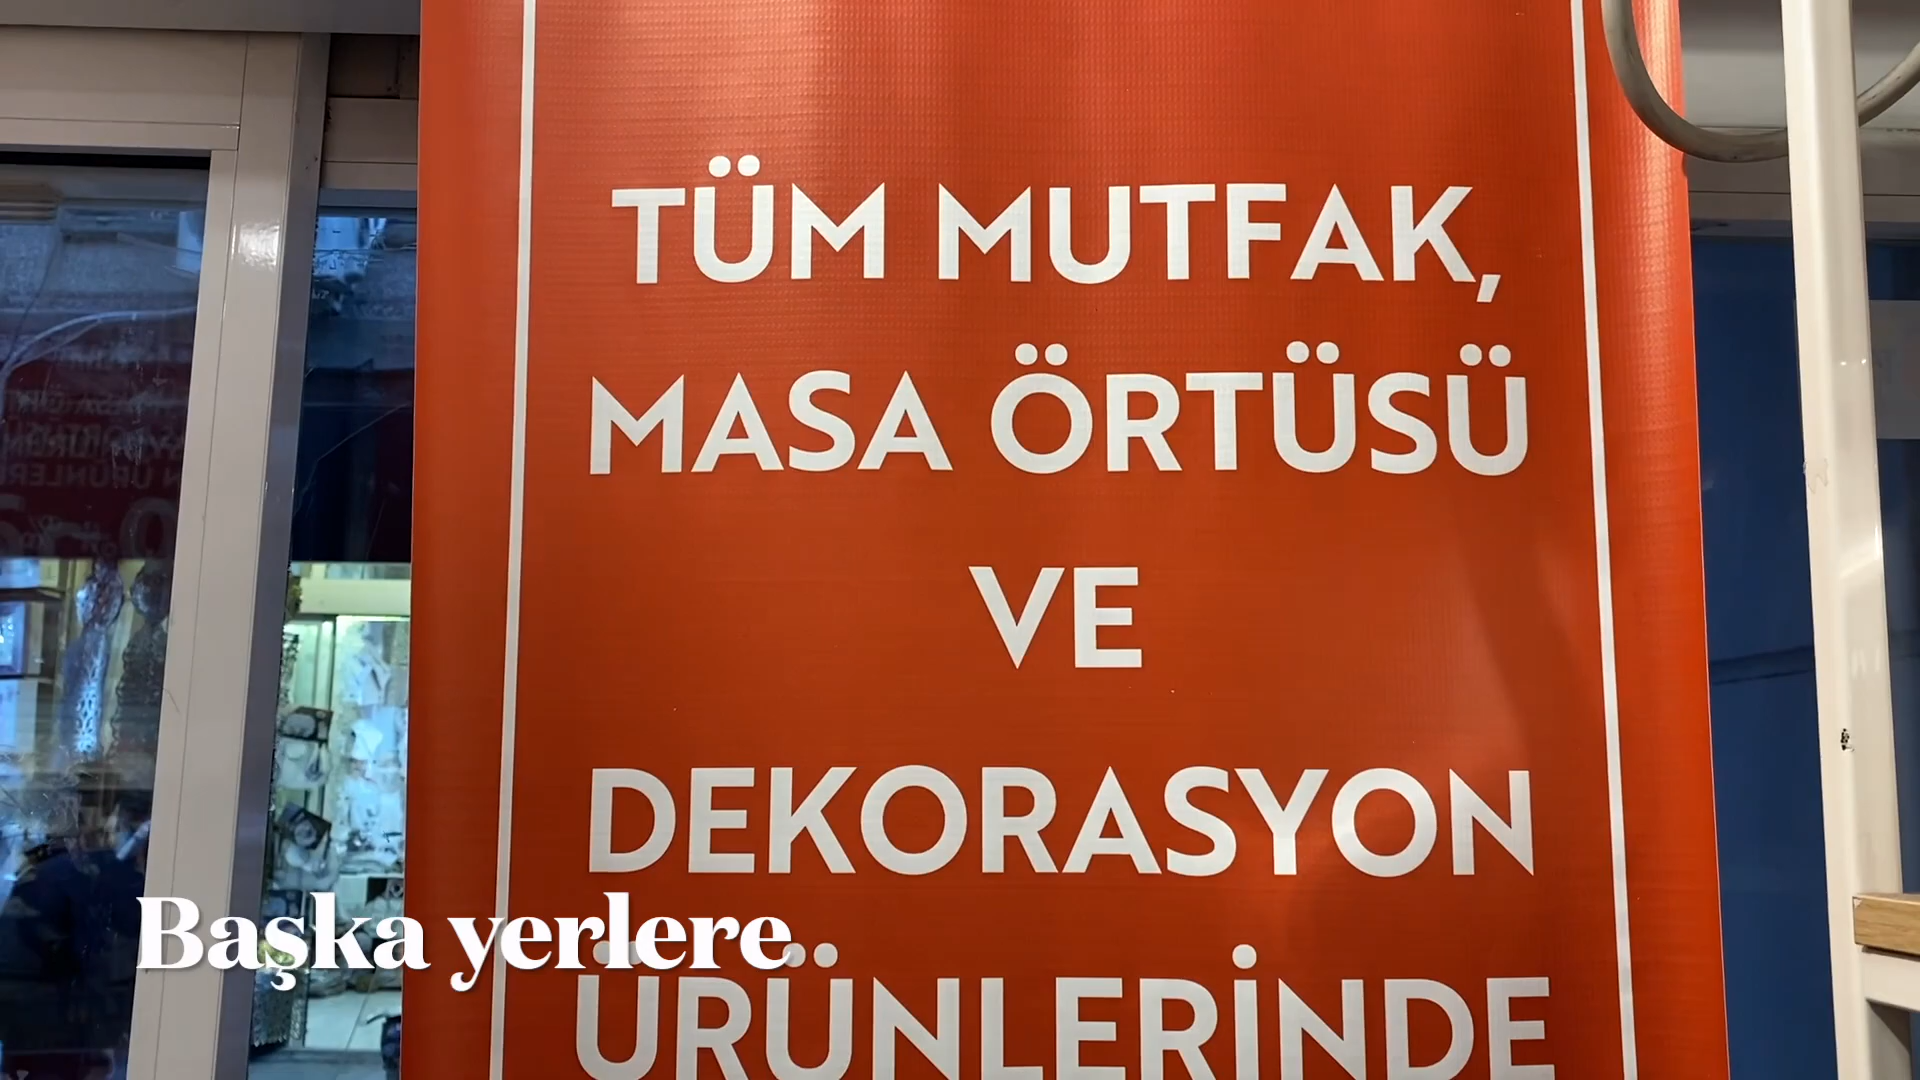 TÜM MUTFAK,
MASA ÖRTÜSÜ
VE
DEKORASYON
ÜRÜNLERİNDE
Başka yerlere